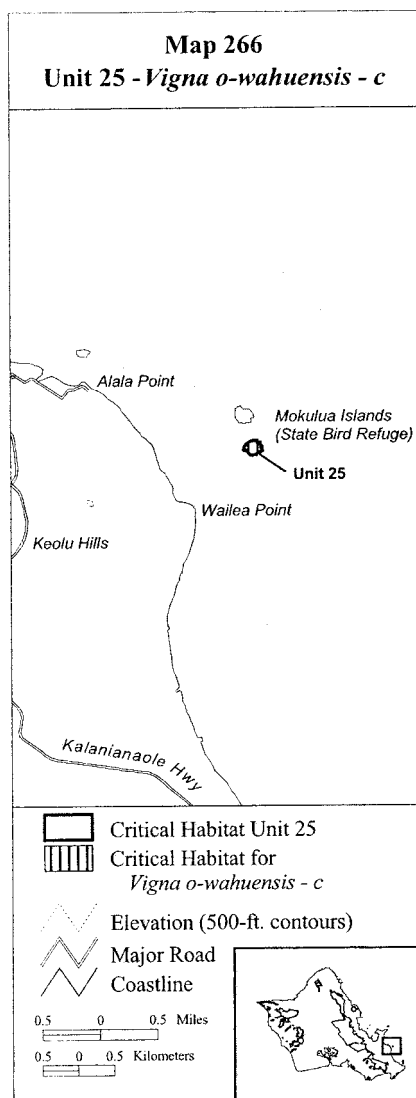 Map 266
Unit 25 - Vigna o-wahuensis - c
Alala Point
Mokulua Islands
(State Bird Refuge)
Unit 25
Wailea Point
Keolu Hills
Kalanianaole Hwy
Critical Habitat Unit 25
Critical Habitat for
Vigna o-wahuensis - c
Elevation (500-ft. contours)
Major Road
Coastline
0.5 0 0.5 Miles
0.5 0 0.5 Kilometers